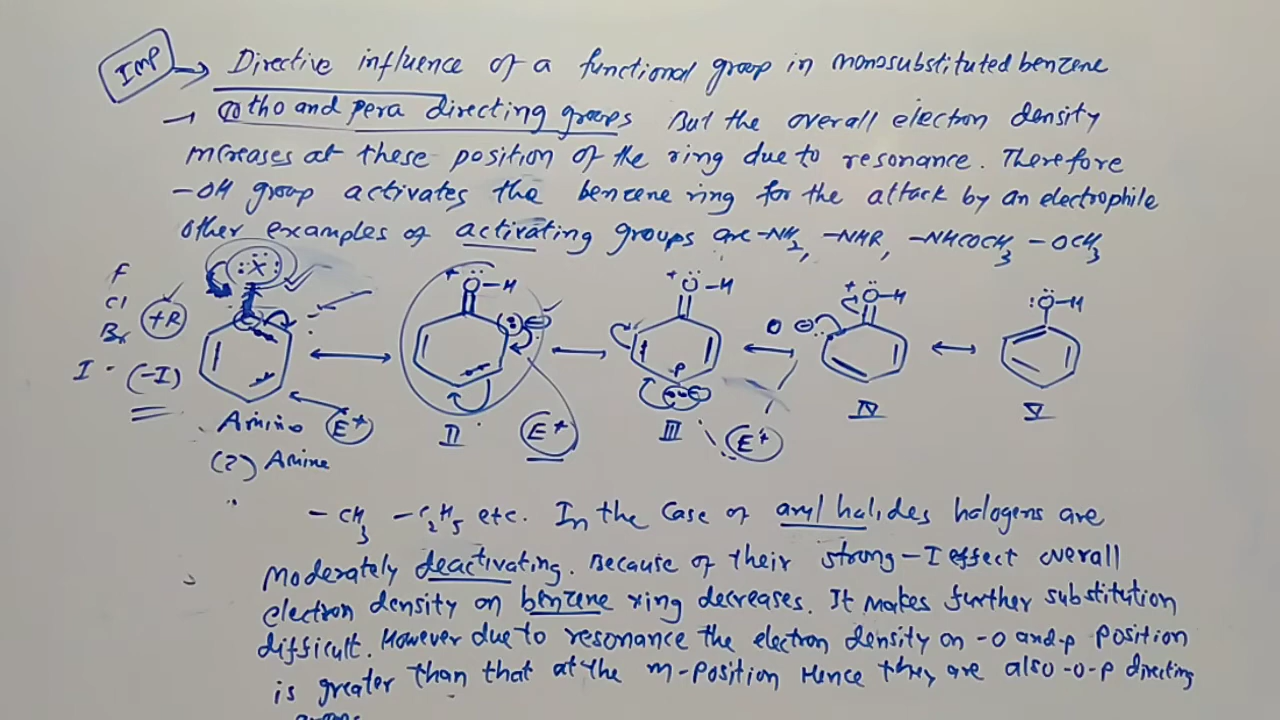 IMP → Directive influence of a functional group in monosubstituted benzene
→ Otho and pera directing groups But the overall electron density
increases at these position of the ring due to resonance. Therefore
-OH group activates the benzene ring for the attack by an electrophile
other examples of activating groups are -NH2, -NHR, -NHCOCH3 -OCH3
F
Cl
Br
I
+R
(-I)
X
+ O-H
+ O-H
+ O-H
:O-H
P
Amino E+
(2) Amine
II
E+
III
E+
IV
V
- CH3 - C2H5 etc. In the case of aryl halides halogens are
moderately deactivating. Because of their strong -I effect overall
electron density on benzene ring decreases. It makes further substitution
difficult. However due to resonance the electron density on -o and -p position
is greater than that at the m-position Hence they are also -o-p directing